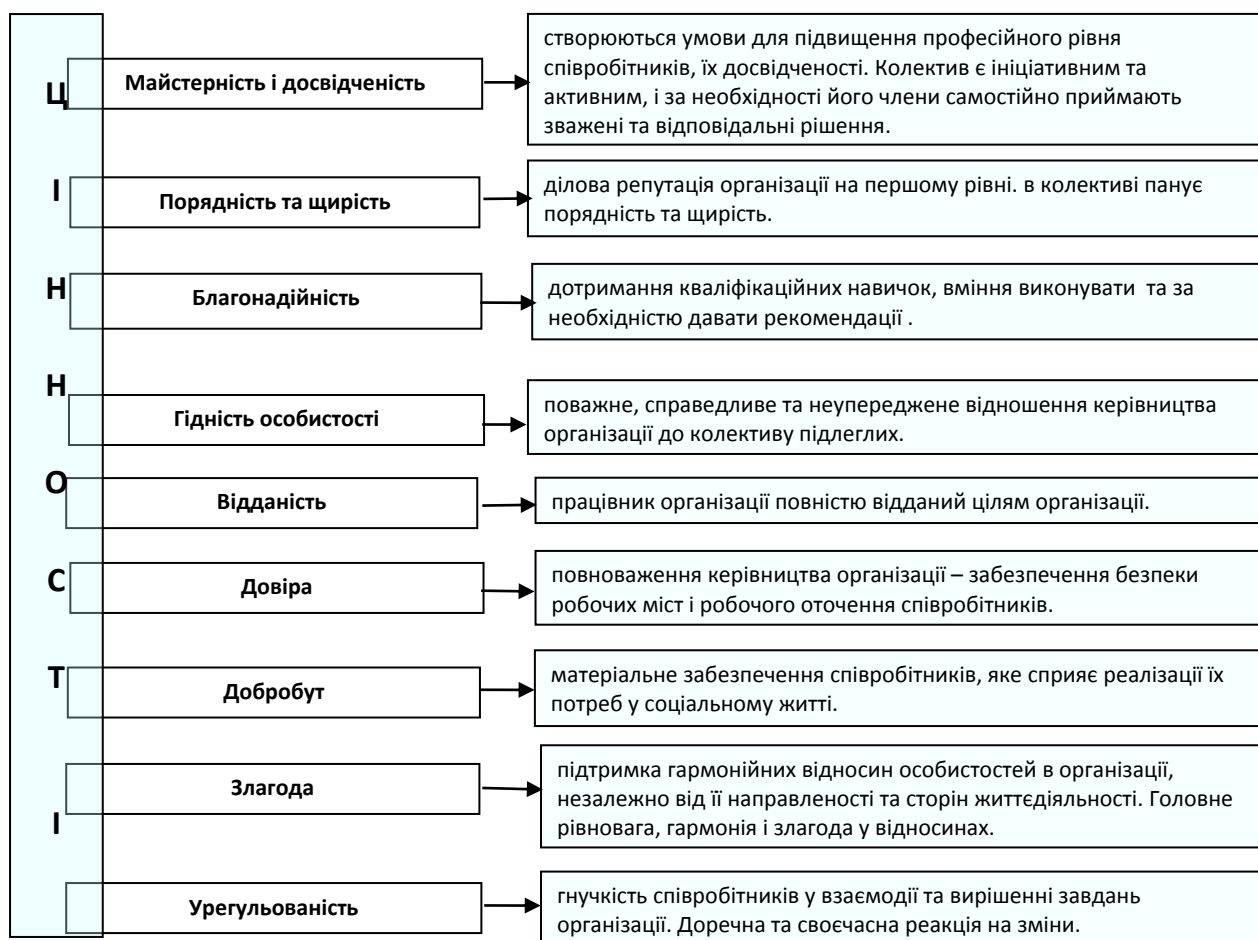 Ц
І
Н
Н
О
С
Т
І
Майстерність і досвідченість
створюються умови для підвищення професійного рівня
співробітників, їх досвідченості. Колектив є ініціативним та
активним, і за необхідності його члени самостійно приймають
зважені та відповідальні рішення.
Порядність та щирість
ділова репутація організації на першому рівні. в колективі панує
порядність та щирість.
Благонадійність
дотримання кваліфікаційних навичок, вміння виконувати та за
необхідністю давати рекомендації .
Гідність особистості
поважне, справедливе та неупереджене відношення керівництва
організації до колективу підлеглих.
Відданість
працівник організації повністю відданий цілям організації.
Довіра
повноваження керівництва організації – забезпечення безпеки
робочих міст і робочого оточення співробітників.
Добробут
матеріальне забезпечення співробітників, яке сприяє реалізації їх
потреб у соціальному житті.
Злагода
підтримка гармонійних відносин особистостей в організації,
незалежно від її направленості та сторін життєдіяльності. Головне
рівновага, гармонія і злагода у відносинах.
Урегульованість
гнучкість співробітників у взаємодії та вирішенні завдань
організації. Доречна та своєчасна реакція на зміни.